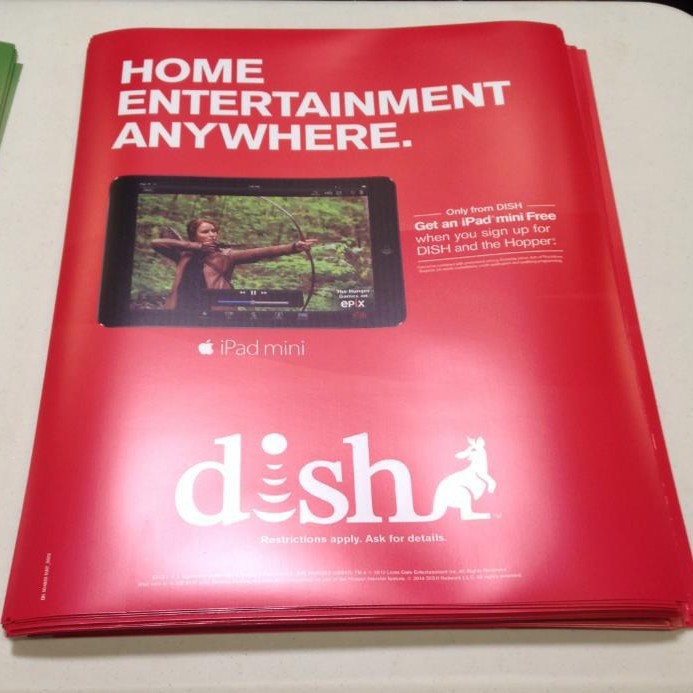 HOME
ENTERTAINMENT
ANYWHERE.
Only from DISH
Get an iPad mini Free
when you sign up for
DISH and the Hopper.
The Hunger
Games on
epix
iPad mini
dish
Restrictions apply. Ask for details.